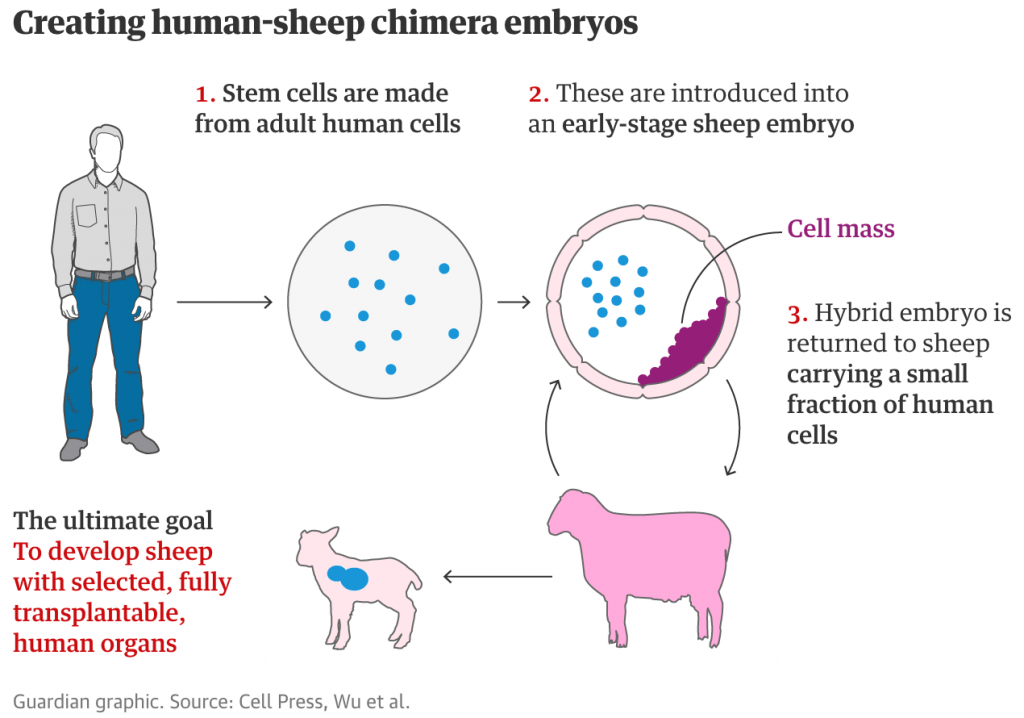 Creating human-sheep chimera embryos
1. Stem cells are made
from adult human cells
2. These are introduced into
an early-stage sheep embryo
Cell mass
3. Hybrid embryo is
returned to sheep
carrying a small
fraction of human
cells
The ultimate goal
To develop sheep
with selected, fully
transplantable,
human organs
Guardian graphic. Source: Cell Press, Wu et al.